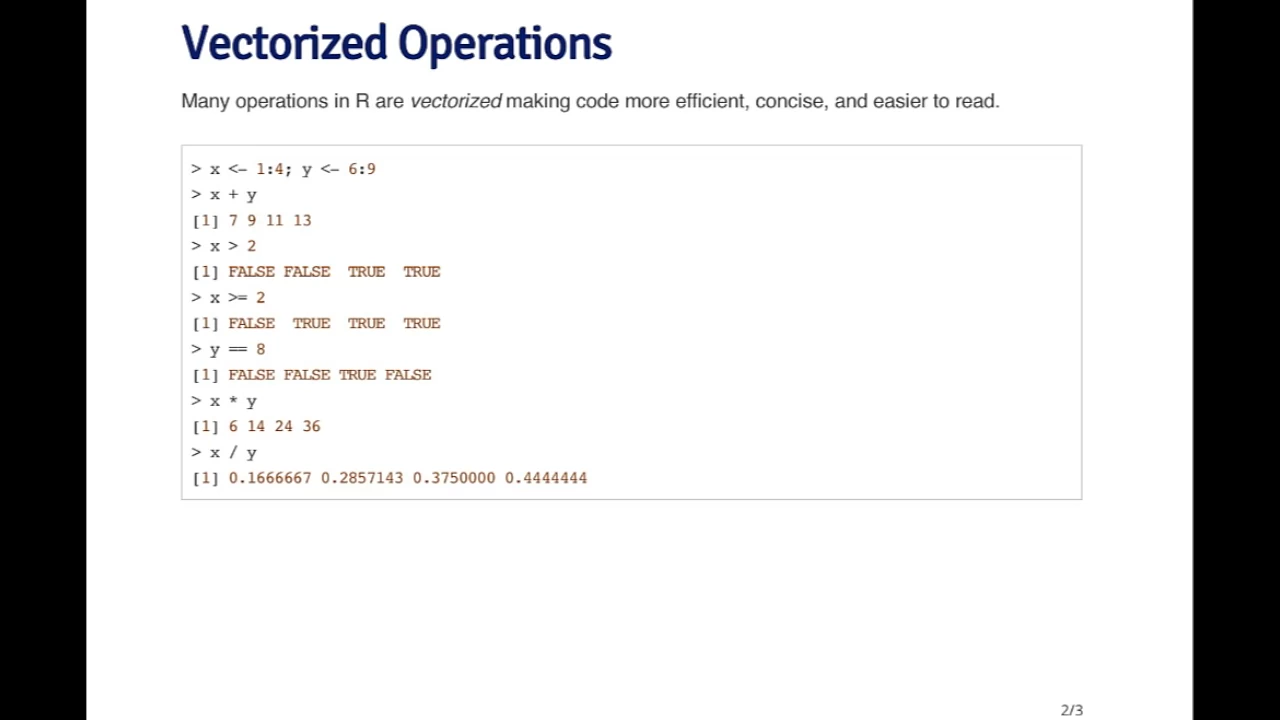 Vectorized Operations
Many operations in R are vectorized making code more efficient, concise, and easier to read.
> x <- 1:4; y <- 6:9
> x + y
[1] 7 9 11 13
> x > 2
[1] FALSE FALSE  TRUE  TRUE
> x >= 2
[1] FALSE  TRUE  TRUE  TRUE
> y == 8
[1] FALSE FALSE TRUE FALSE
> x * y
[1] 6 14 24 36
> x / y
[1] 0.1666667 0.2857143 0.3750000 0.4444444
2/3